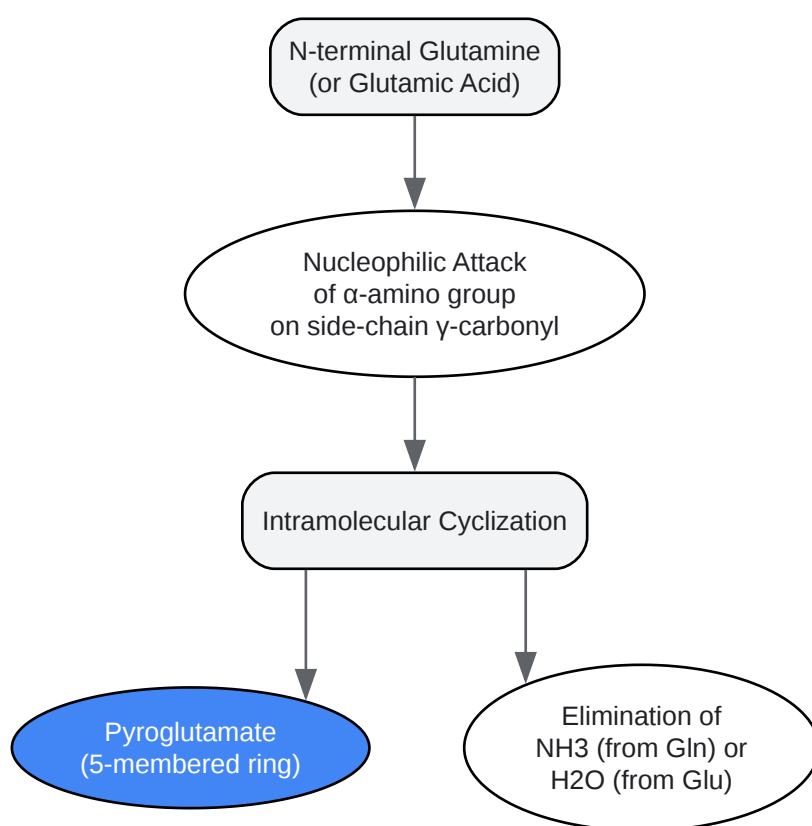 N-terminal Glutamine
(or Glutamic Acid)
Nucleophilic Attack
of α-amino group
on side-chain γ-carbonyl
Intramolecular Cyclization
Pyroglutamate
(5-membered ring)
Elimination of
NH3 (from Gln) or
H2O (from Glu)